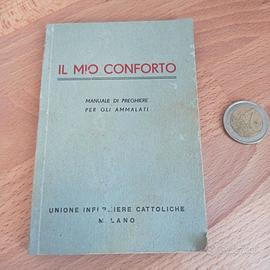 IL MIO CONFORTO
MANUALE DI PREGHIERE
PER GLI AMMALATI
UNIONE INFERMIERE CATTOLICHE
MILANO